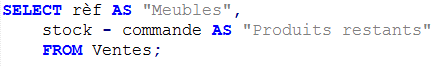 SELECT rèf AS "Meubles",
stock - commande AS "Produits restants"
FROM Ventes;